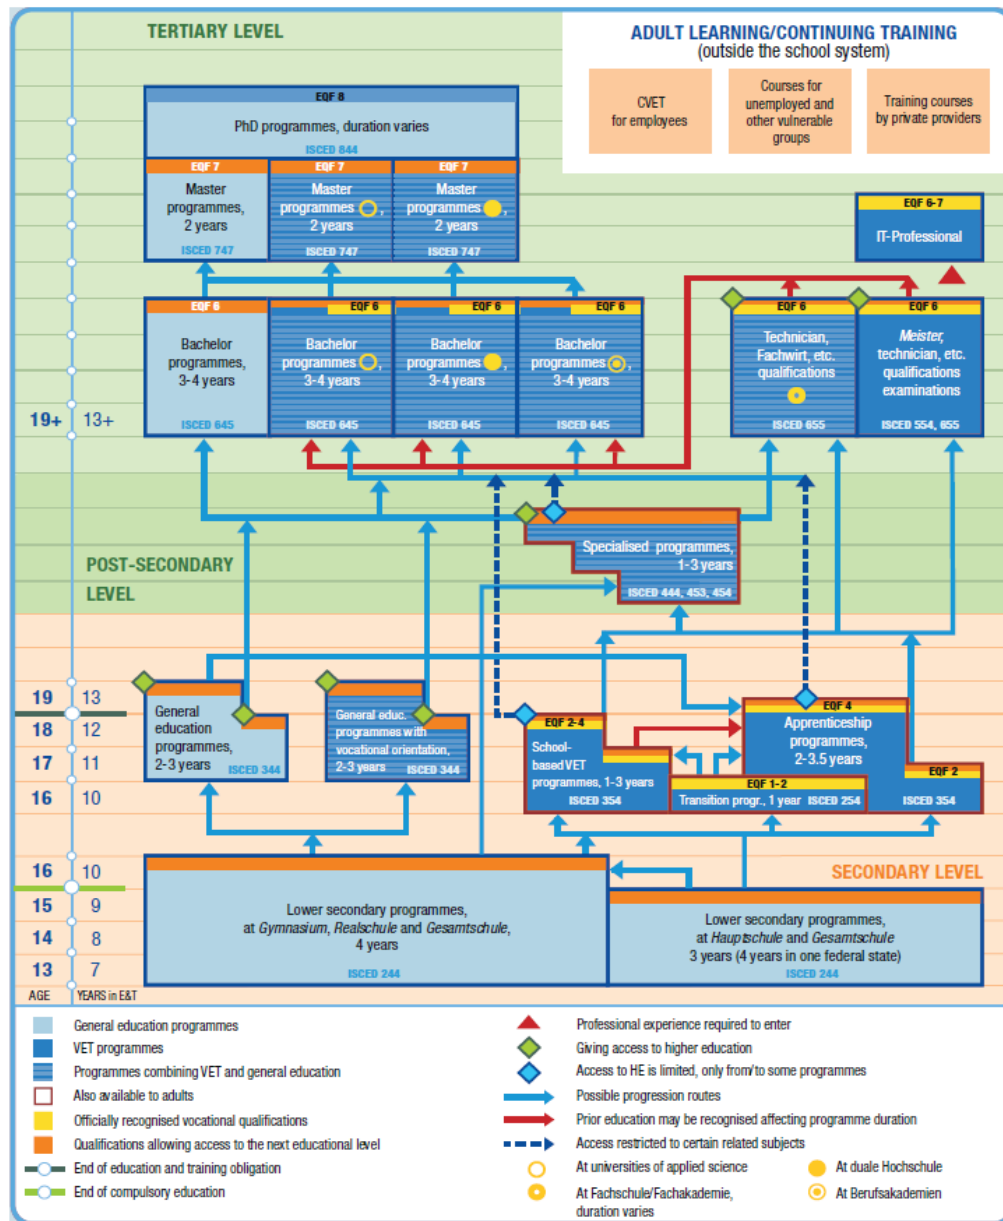 TERTIARY LEVEL
ADULT LEARNING/CONTINUING TRAINING
(outside the school system)
CVET
for employees
Courses for
unemployed and
other vulnerable
groups
Training courses
by private providers
EQF 8
PhD programmes, duration varies
ISCED 844
EQF 7
Master
programmes,
2 years
ISCED 747
EQF 7
Master
programmes ,
2 years
ISCED 747
EQF 7
Master
programmes ,
2 years
ISCED 747
EQF 6-7
IT-Professional
EQF 6
Bachelor
programmes,
3-4 years
ISCED 645
EQF 6
Bachelor
programmes ,
3-4 years
ISCED 645
EQF 6
Bachelor
programmes ,
3-4 years
ISCED 645
EQF 6
Bachelor
programmes ,
3-4 years
ISCED 645
EQF 6
Technician,
Fachwirt, etc.
qualifications
ISCED 655
EQF 6
Meister,
technician, etc.
qualifications
examinations
ISCED 554, 655
19+ 13+
POST-SECONDARY
LEVEL
Specialised programmes,
1-3 years
ISCED 444, 453, 454
19 13
18 12
17 11
16 10
General
education
programmes,
2-3 years
ISCED 344
General educ.
programmes with
vocational orientation,
2-3 years ISCED 344
EQF 2-4
School-
based VET
programmes, 1-3 years
ISCED 354
EQF 4
Apprenticeship
programmes,
2-3.5 years
EQF 2
ISCED 354
EQF 1-2
Transition progr., 1 year ISCED 254
16 10
15 9
14 8
13 7
AGE YEARS in E&T
SECONDARY LEVEL
Lower secondary programmes,
at Gymnasium, Realschule and Gesamtschule,
4 years
ISCED 244
Lower secondary programmes,
at Hauptschule and Gesamtschule
3 years (4 years in one federal state)
ISCED 244
General education programmes
VET programmes
Programmes combining VET and general education
Also available to adults
Officially recognised vocational qualifications
Qualifications allowing access to the next educational level
End of education and training obligation
End of compulsory education
Professional experience required to enter
Giving access to higher education
Access to HE is limited, only from/to some programmes
Possible progression routes
Prior education may be recognised affecting programme duration
Access restricted to certain related subjects
At universities of applied science
At duale Hochschule
At Fachschule/Fachakademie,
duration varies
At Berufsakademien